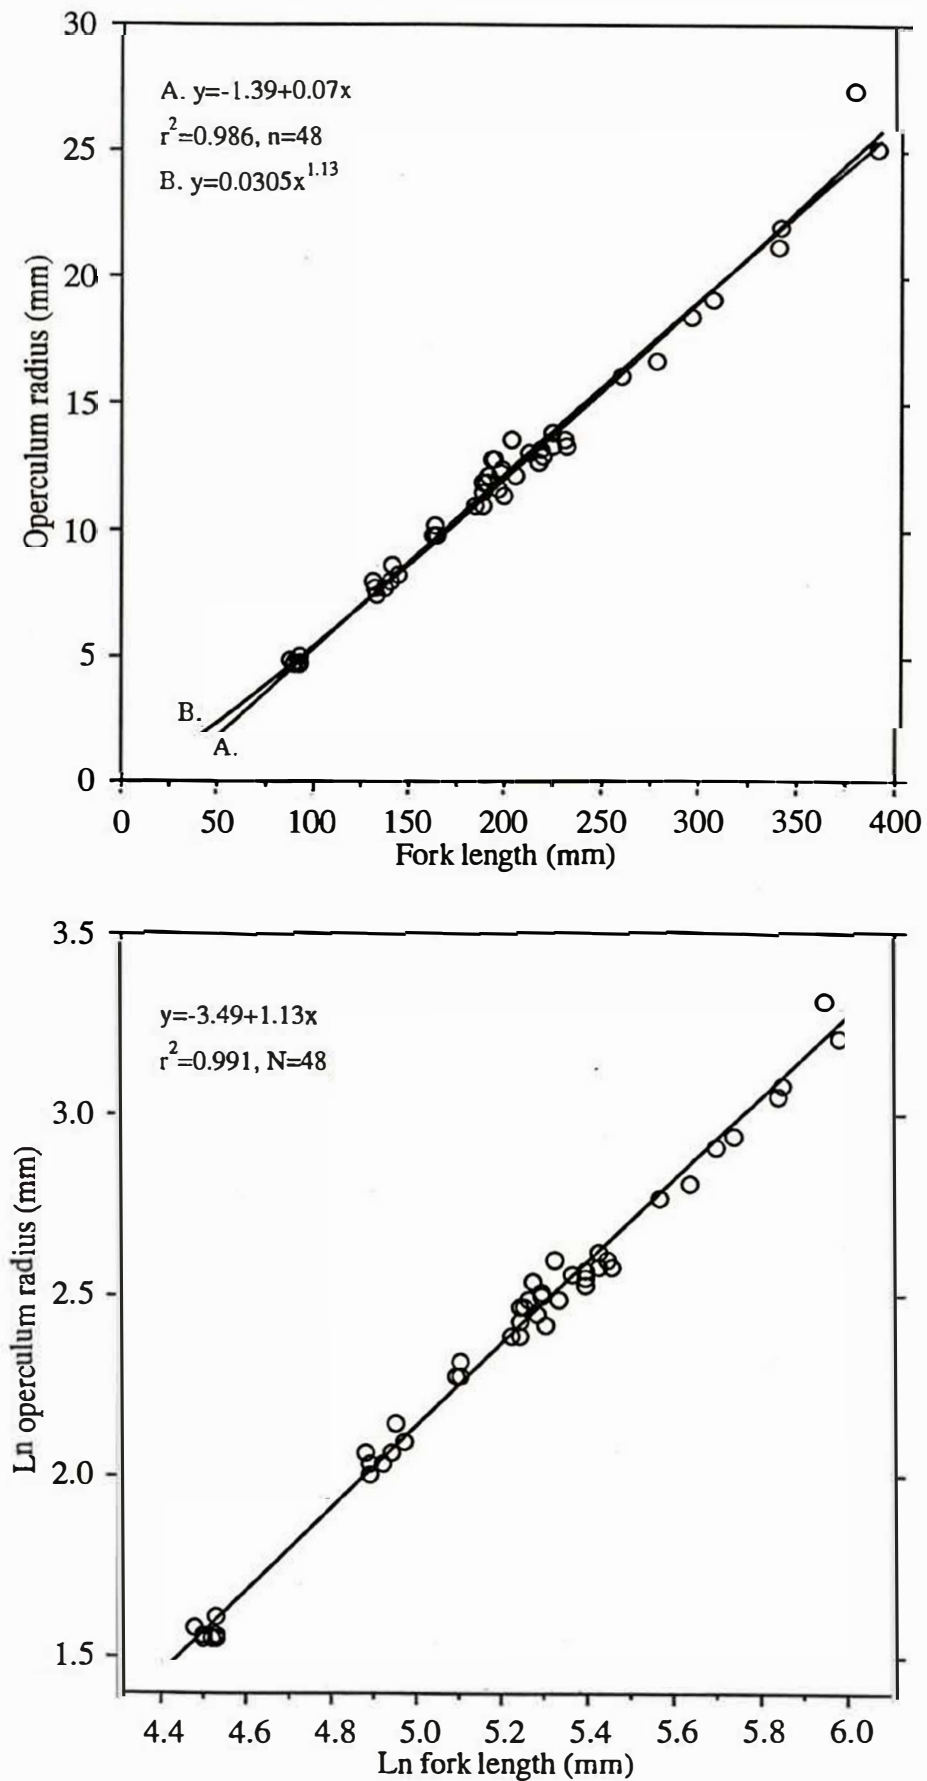 30
A. y=-1.39+0.07x
r²=0.986, n=48
B. y=0.0305x^1.13
25
20
15
10
5
0
Operculum radius (mm)
B.
A.
0 50 100 150 200 250 300 350 400
Fork length (mm)
3.5
y=-3.49+1.13x
r²=0.991, N=48
3.0
2.5
2.0
1.5
Ln operculum radius (mm)
4.4 4.6 4.8 5.0 5.2 5.4 5.6 5.8 6.0
Ln fork length (mm)